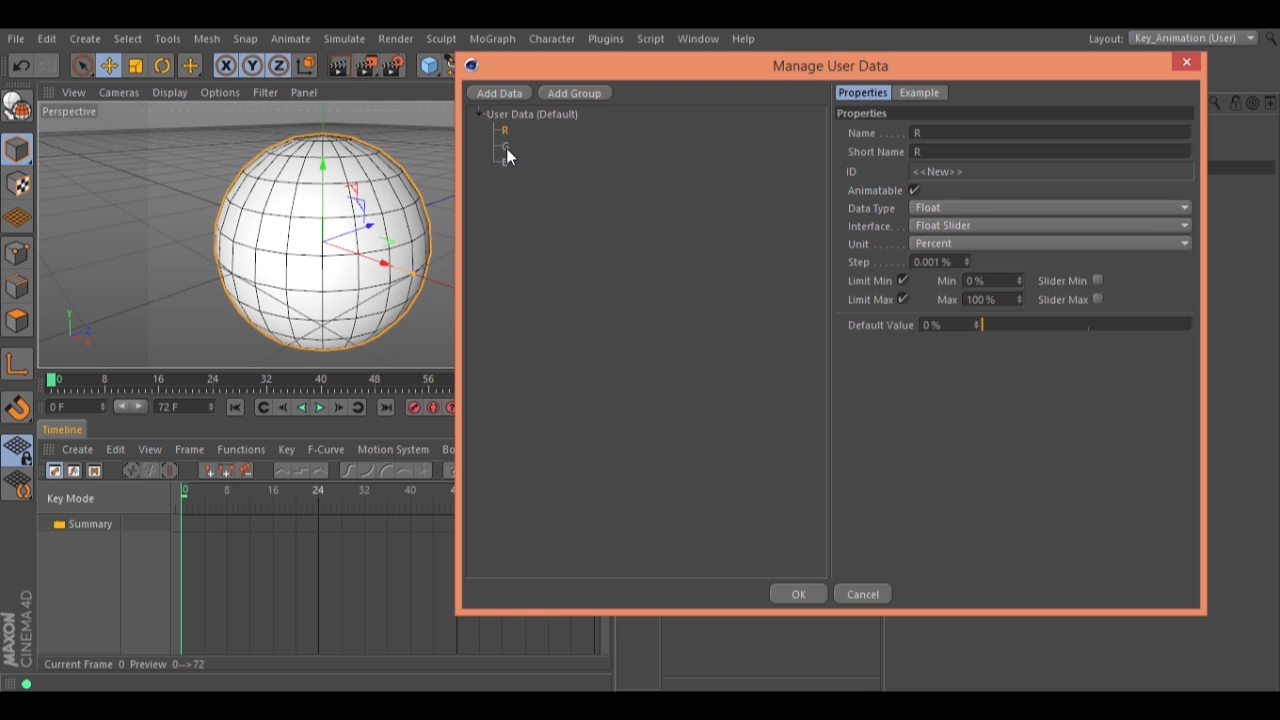 File Edit Create Select Tools Mesh Snap Animate Simulate Render Sculpt MoGraph Character Plugins Script Window Help Layout: Key_Animation (User)
Manage User Data
X Y Z
View Cameras Display Options Filter Panel
Perspective
Y
Z
X
0 8 16 24 32 40 48 56
0 F 72 F
Timeline
Create Edit View Frame Functions Key F-Curve Motion System Bo
Key Mode
0 8 16 24 32 40
Summary
Current Frame 0 Preview 0-->72
MAXON
CINEMA 4D
Add Data Add Group
User Data (Default)
R
G
Properties Example
Properties
Name . . . . . R
Short Name R
ID <<New>>
Animatable
Data Type Float
Interface. . . Float Slider
Unit . . . . . . Percent
Step . . . . . . 0.001 %
Limit Min Min 0 % Slider Min
Limit Max Max 100 % Slider Max
Default Value 0 %
OK Cancel